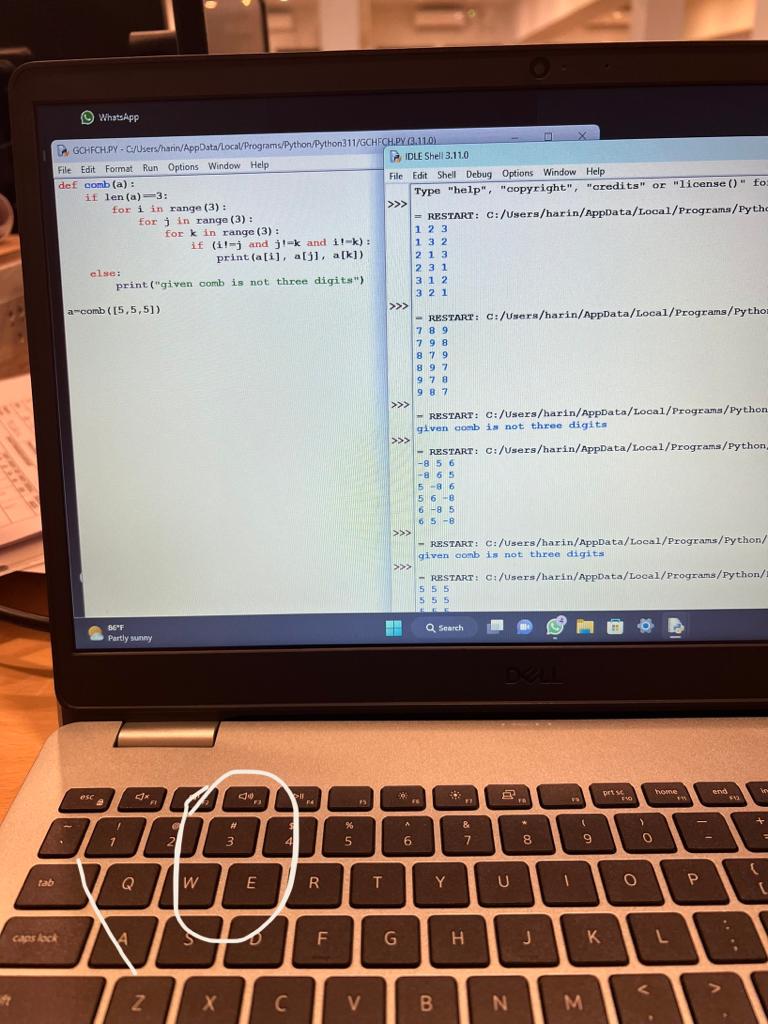 WhatsApp
GCHFCH.PY - C:/Users/harin/AppData/Local/Programs/Python/Python311/GCHFCH.PY (3.11.0)
File Edit Format Run Options Window Help
def comb(a):
if len(a)==3:
for i in range(3):
for j in range(3):
for k in range(3):
if (i!=j and j!=k and i!=k):
print(a[i], a[j], a[k])
else:
print("given comb is not three digits")
a=comb([5,5,5])
IDLE Shell 3.11.0
File Edit Shell Debug Options Window Help
Type "help", "copyright", "credits" or "license()" fo
>>>
= RESTART: C:/Users/harin/AppData/Local/Programs/Pytho
1 2 3
1 3 2
2 1 3
2 3 1
3 1 2
3 2 1
>>>
= RESTART: C:/Users/harin/AppData/Local/Programs/Pytho
7 8 9
7 9 8
8 7 9
8 9 7
9 7 8
9 8 7
>>>
= RESTART: C:/Users/harin/AppData/Local/Programs/Python
given comb is not three digits
>>>
= RESTART: C:/Users/harin/AppData/Local/Programs/Python
-8 5 6
-8 6 5
5 -8 6
5 6 -8
6 -8 5
6 5 -8
>>>
= RESTART: C:/Users/harin/AppData/Local/Programs/Python/
given comb is not three digits
>>>
= RESTART: C:/Users/harin/AppData/Local/Programs/Python/
5 5 5
5 5 5
5 5 5
86°F
Partly sunny
Search
DELL
esc F1 F2 F3 F4 F5 F6 F7 F8 F9 prt sc F10 home F11 end F12
~ ` ! 1 @ 2 # 3 $ 4 % 5 ^ 6 & 7 * 8 ( 9 ) 0 _ - +
tab Q W E R T Y U I O P { [
caps lock A S D F G H J K L : ;
Z X C V B N M < , > .